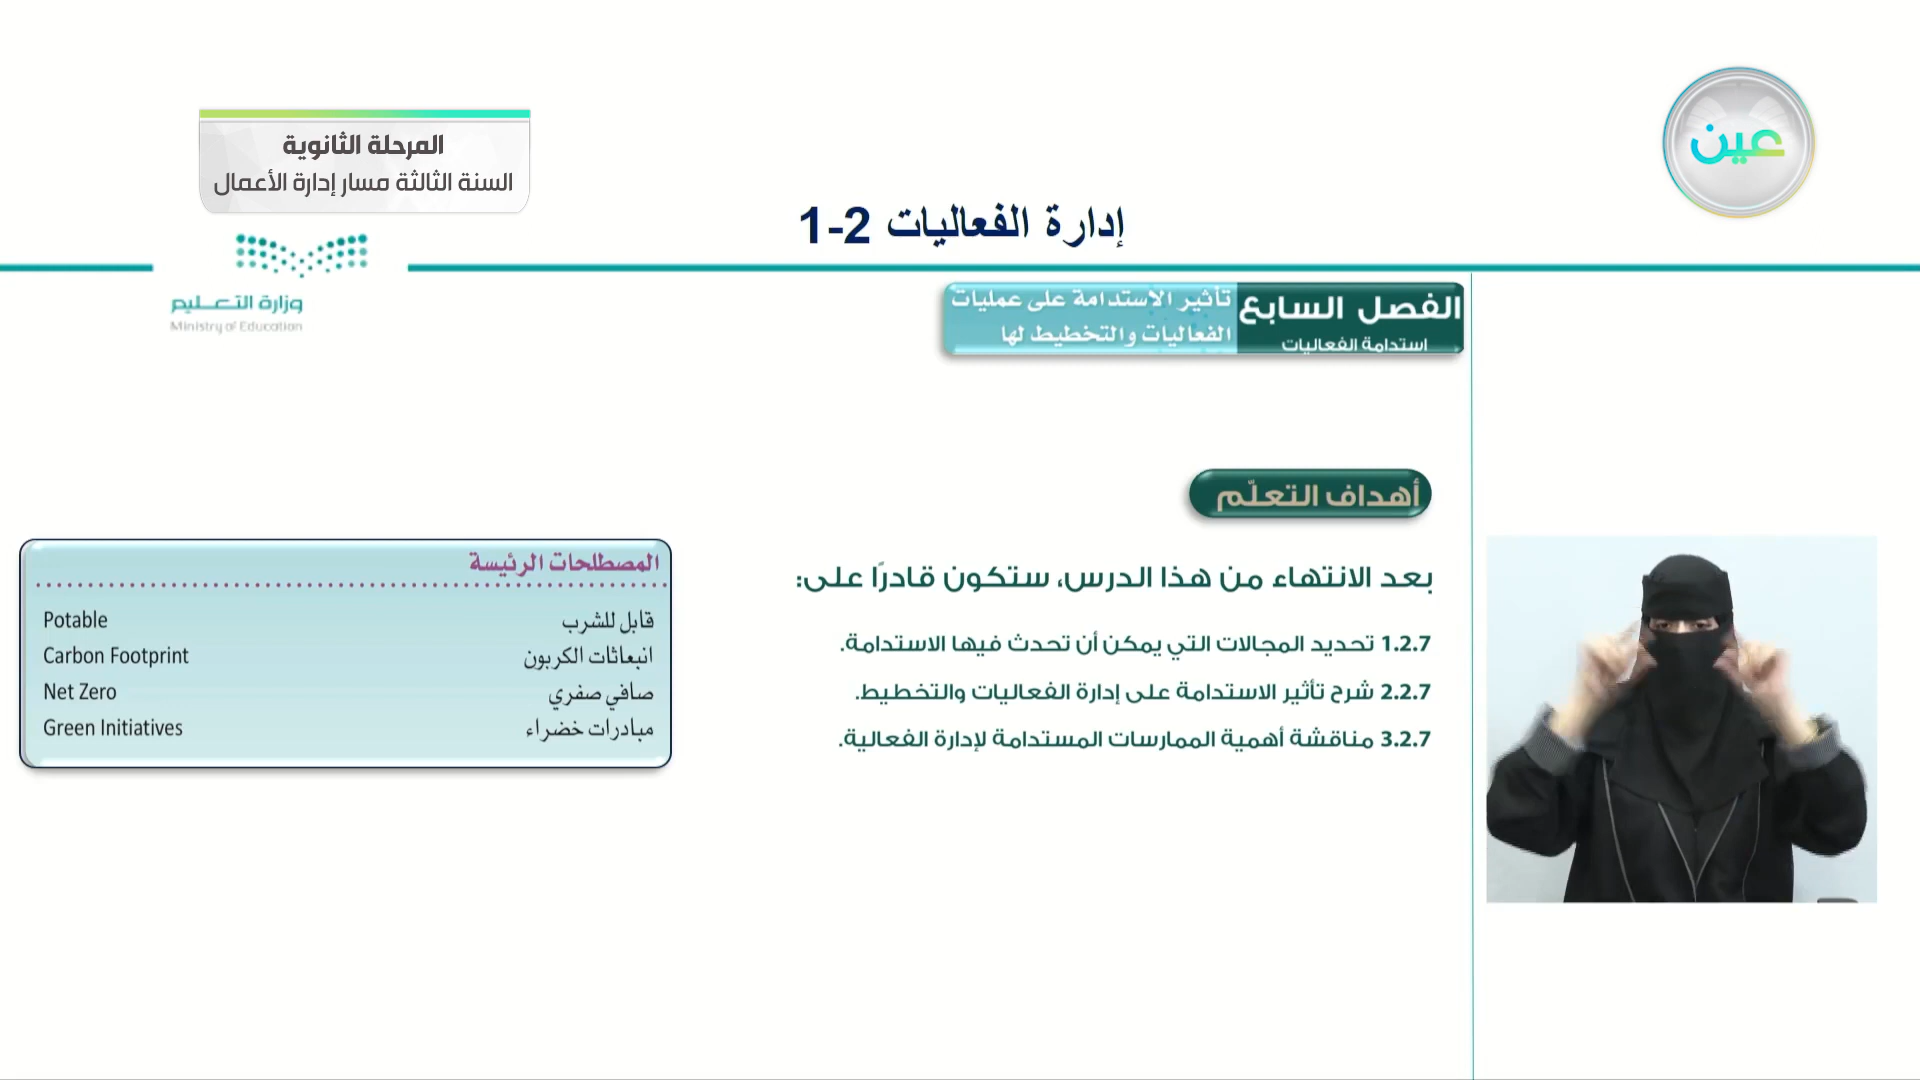 المرحلة الثانوية
السنة الثالثة مسار إدارة الأعمال
عين
إدارة الفعاليات 2-1
وزارة التعليم
Ministry of Education
الفصل السابع
استدامة الفعاليات
تأثير الاستدامة على عمليات
الفعاليات والتخطيط لها
أهداف التعلّم
بعد الانتهاء من هذا الدرس، ستكون قادرًا على:
1.2.7 تحديد المجالات التي يمكن أن تحدث فيها الاستدامة.
2.2.7 شرح تأثير الاستدامة على إدارة الفعاليات والتخطيط.
3.2.7 مناقشة أهمية الممارسات المستدامة لإدارة الفعالية.
المصطلحات الرئيسة
قابل للشرب Potable
انبعاثات الكربون Carbon Footprint
صافي صفري Net Zero
مبادرات خضراء Green Initiatives